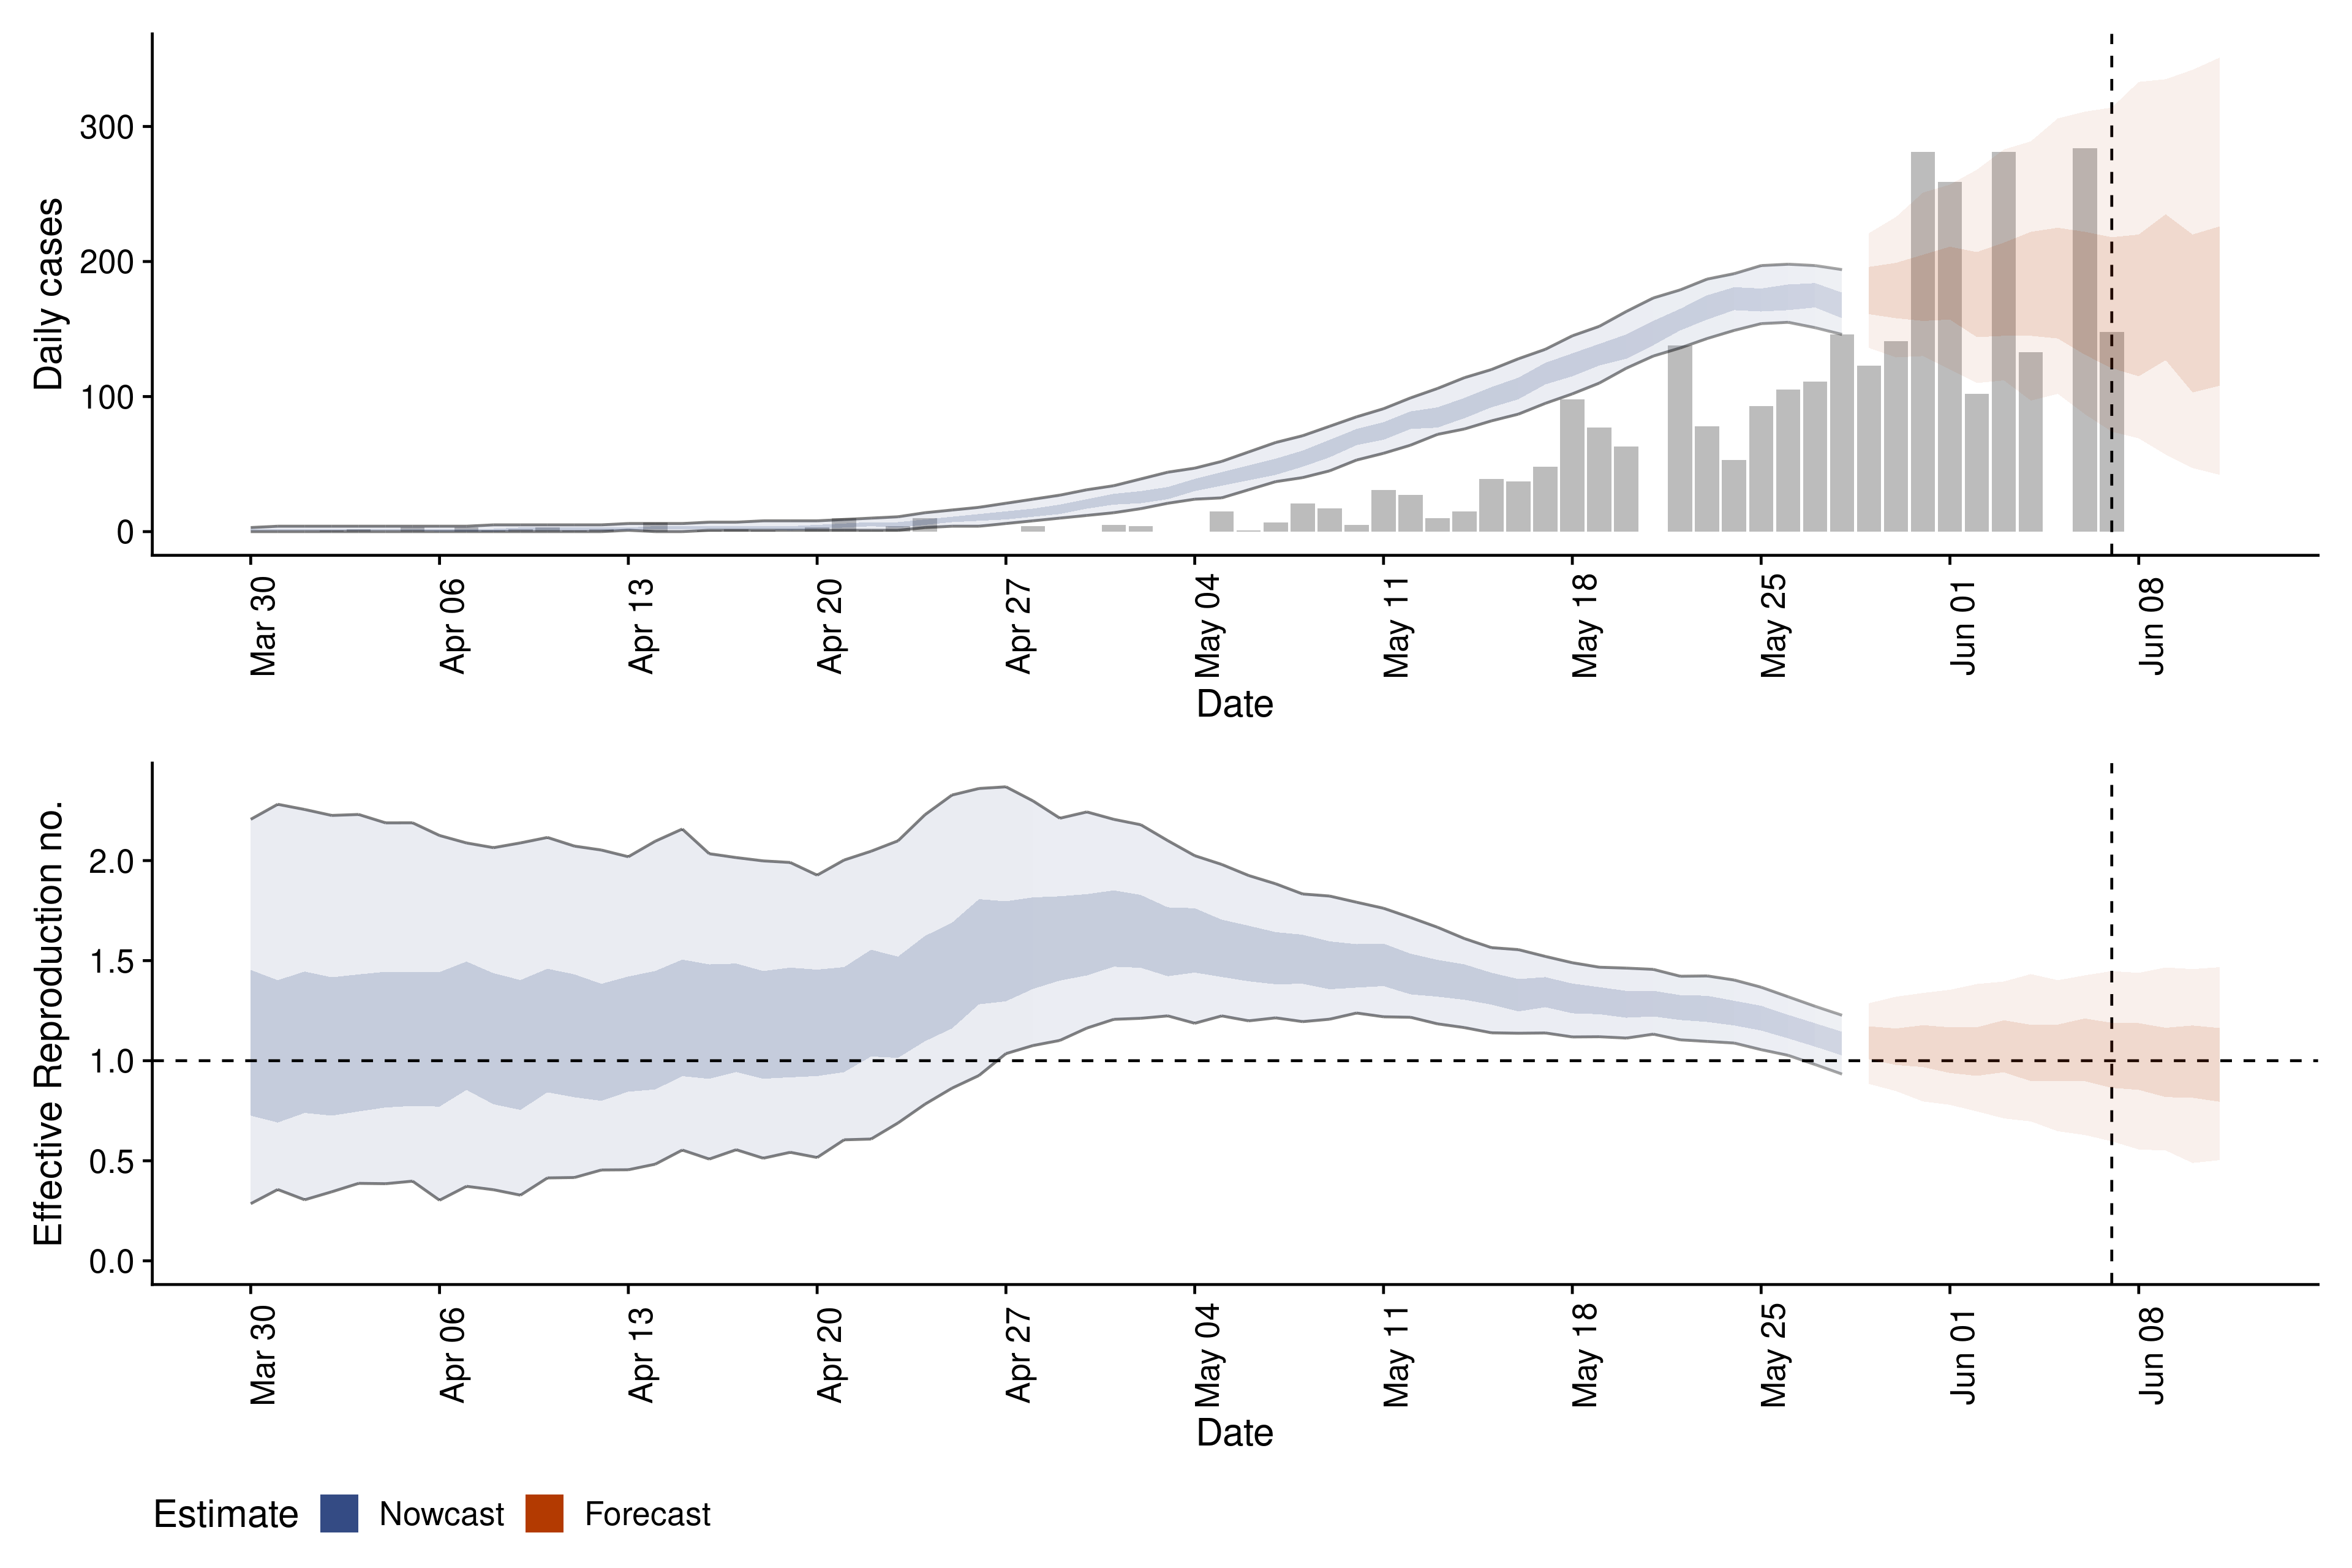 300
200
100
0
Daily cases
Mar 30
Apr 06
Apr 13
Apr 20
Apr 27
May 04
May 11
May 18
May 25
Jun 01
Jun 08
Date
2.0
1.5
1.0
0.5
0.0
Effective Reproduction no.
Mar 30
Apr 06
Apr 13
Apr 20
Apr 27
May 04
May 11
May 18
May 25
Jun 01
Jun 08
Date
Estimate Nowcast Forecast